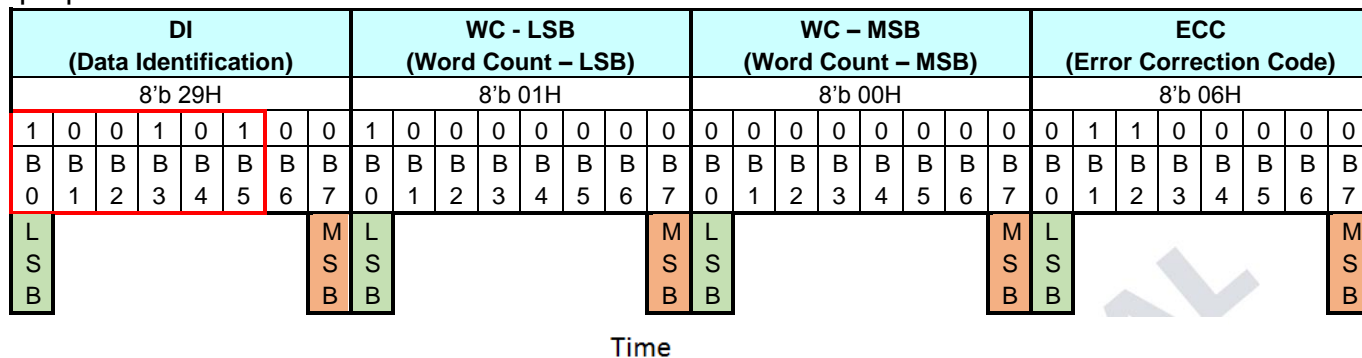 DI WC - LSB WC – MSB ECC
(Data Identification) (Word Count – LSB) (Word Count – MSB) (Error Correction Code)
8’b 29H 8’b 01H 8’b 00H 8’b 06H
1 0 0 1 0 1 0 0 1 0 0 0 0 0 0 0 0 0 0 0 0 0 0 0 0 1 1 0 0 0 0 0
B B B B B B B B B B B B B B B B B B B B B B B B B B B B B B B B
0 1 2 3 4 5 6 7 0 1 2 3 4 5 6 7 0 1 2 3 4 5 6 7 0 1 2 3 4 5 6 7
L M L M L M L M
S S S S S S S S
B B B B B B B B
Time